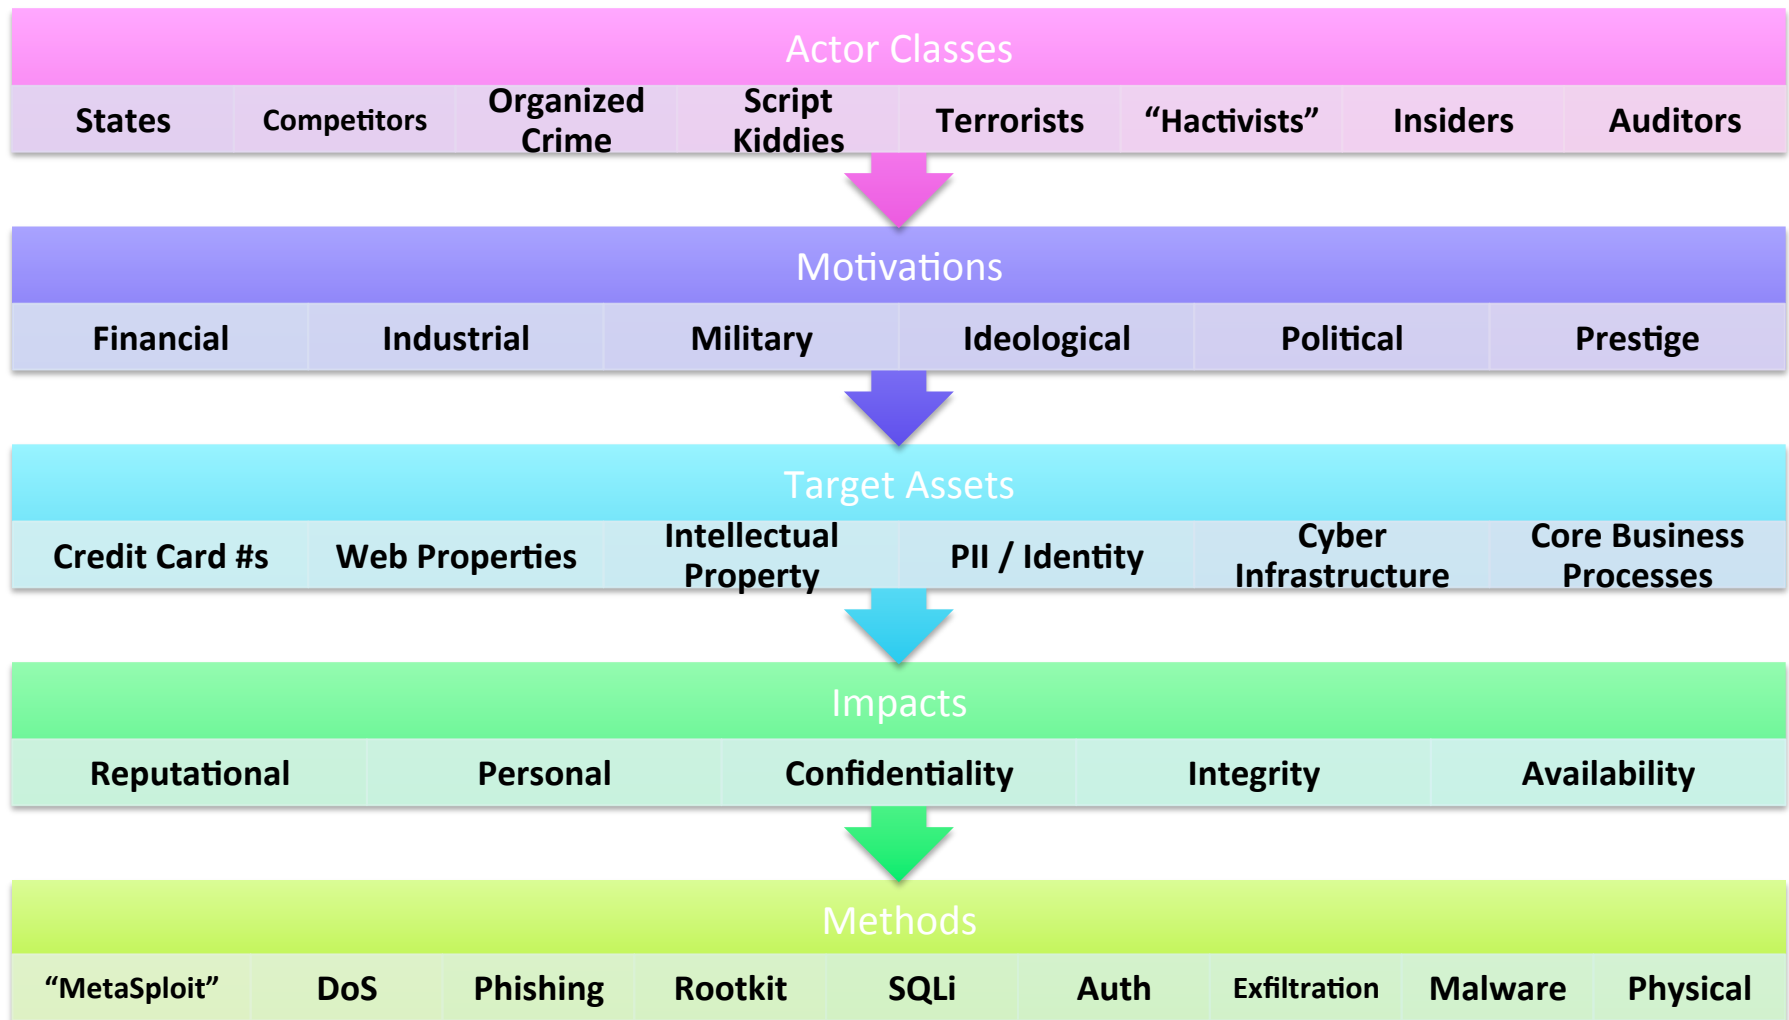 Actor Classes
States
Competitors
Organized
Crime
Script
Kiddies
Terrorists
“Hactivists”
Insiders
Auditors
Motivations
Financial
Industrial
Military
Ideological
Political
Prestige
Target Assets
Credit Card #s
Web Properties
Intellectual
Property
PII / Identity
Cyber
Infrastructure
Core Business
Processes
Impacts
Reputational
Personal
Confidentiality
Integrity
Availability
Methods
“MetaSploit”
DoS
Phishing
Rootkit
SQLi
Auth
Exfiltration
Malware
Physical